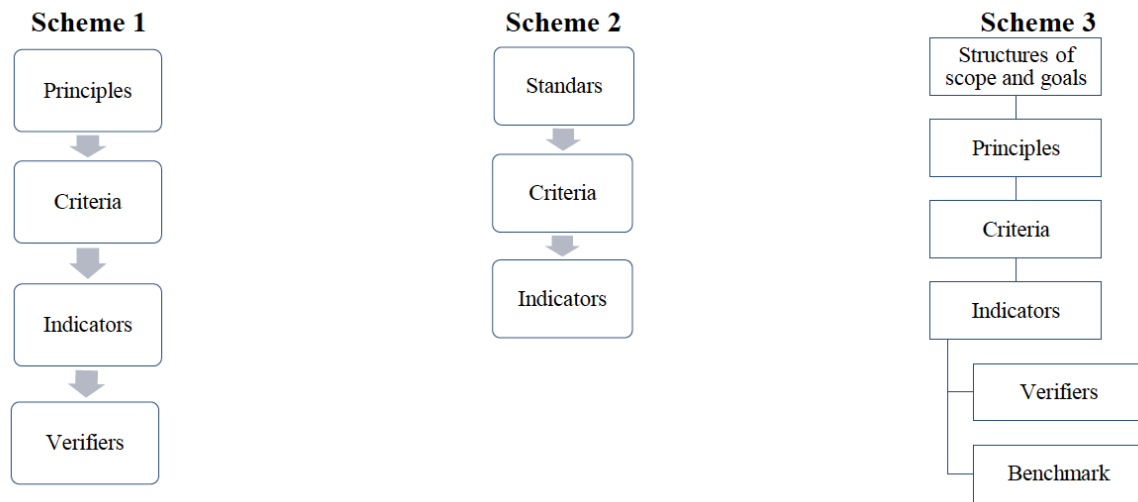 Scheme 1
Principles
Criteria
Indicators
Verifiers
Scheme 2
Standars
Criteria
Indicators
Scheme 3
Structures of
scope and goals
Principles
Criteria
Indicators
Verifiers
Benchmark